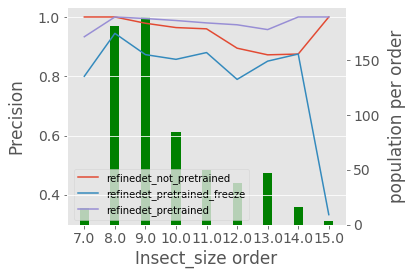 1.0
0.8
0.6
0.4
Precision
150
100
50
0
population per order
refinedet_not_pretrained
refinedet_pretrained_freeze
refinedet_pretrained
7.0 8.0 9.0 10.0 11.0 12.0 13.0 14.0 15.0
Insect_size order